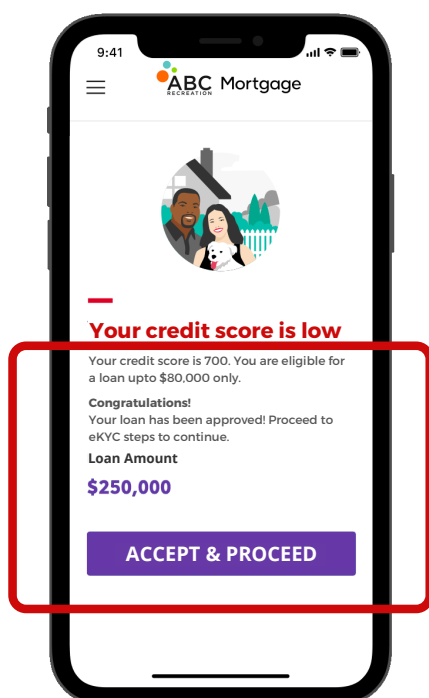 9:41
ABC Mortgage
RECREATION
Your credit score is low
Your credit score is 700. You are eligible for
a loan upto $80,000 only.
Congratulations!
Your loan has been approved! Proceed to
eKYC steps to continue.
Loan Amount
$250,000
ACCEPT & PROCEED